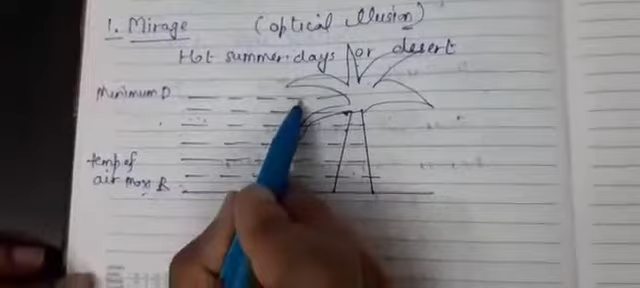 1. Mirage (optical illusion)
Hot summer days or desert
Minimum D
temp of
air max R